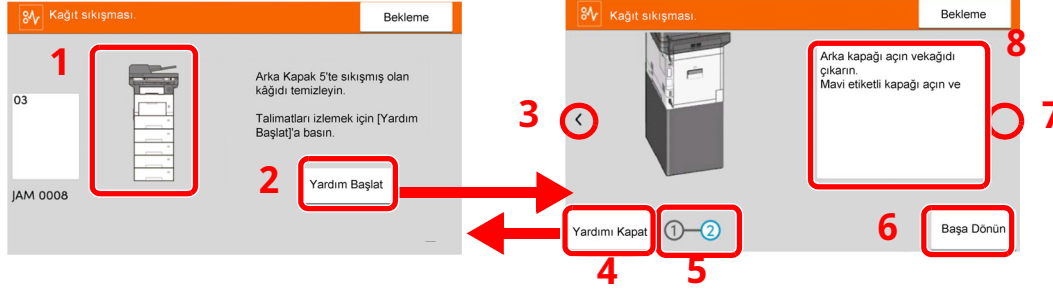 Kağıt sıkışması.
Bekleme
1
03
JAM 0008
Arka Kapak 5'te sıkışmış olan
kâğıdı temizleyin.
Talimatları izlemek için [Yardım
Başlat]'a basın.
2
Yardım Başlat
Kağıt sıkışması.
Bekleme
8
Arka kapağı açın vekağıdı
çıkarın.
Mavi etiketli kapağı açın ve
3
<
7
Yardımı Kapat
1
2
6
Başa Dönün
4
5